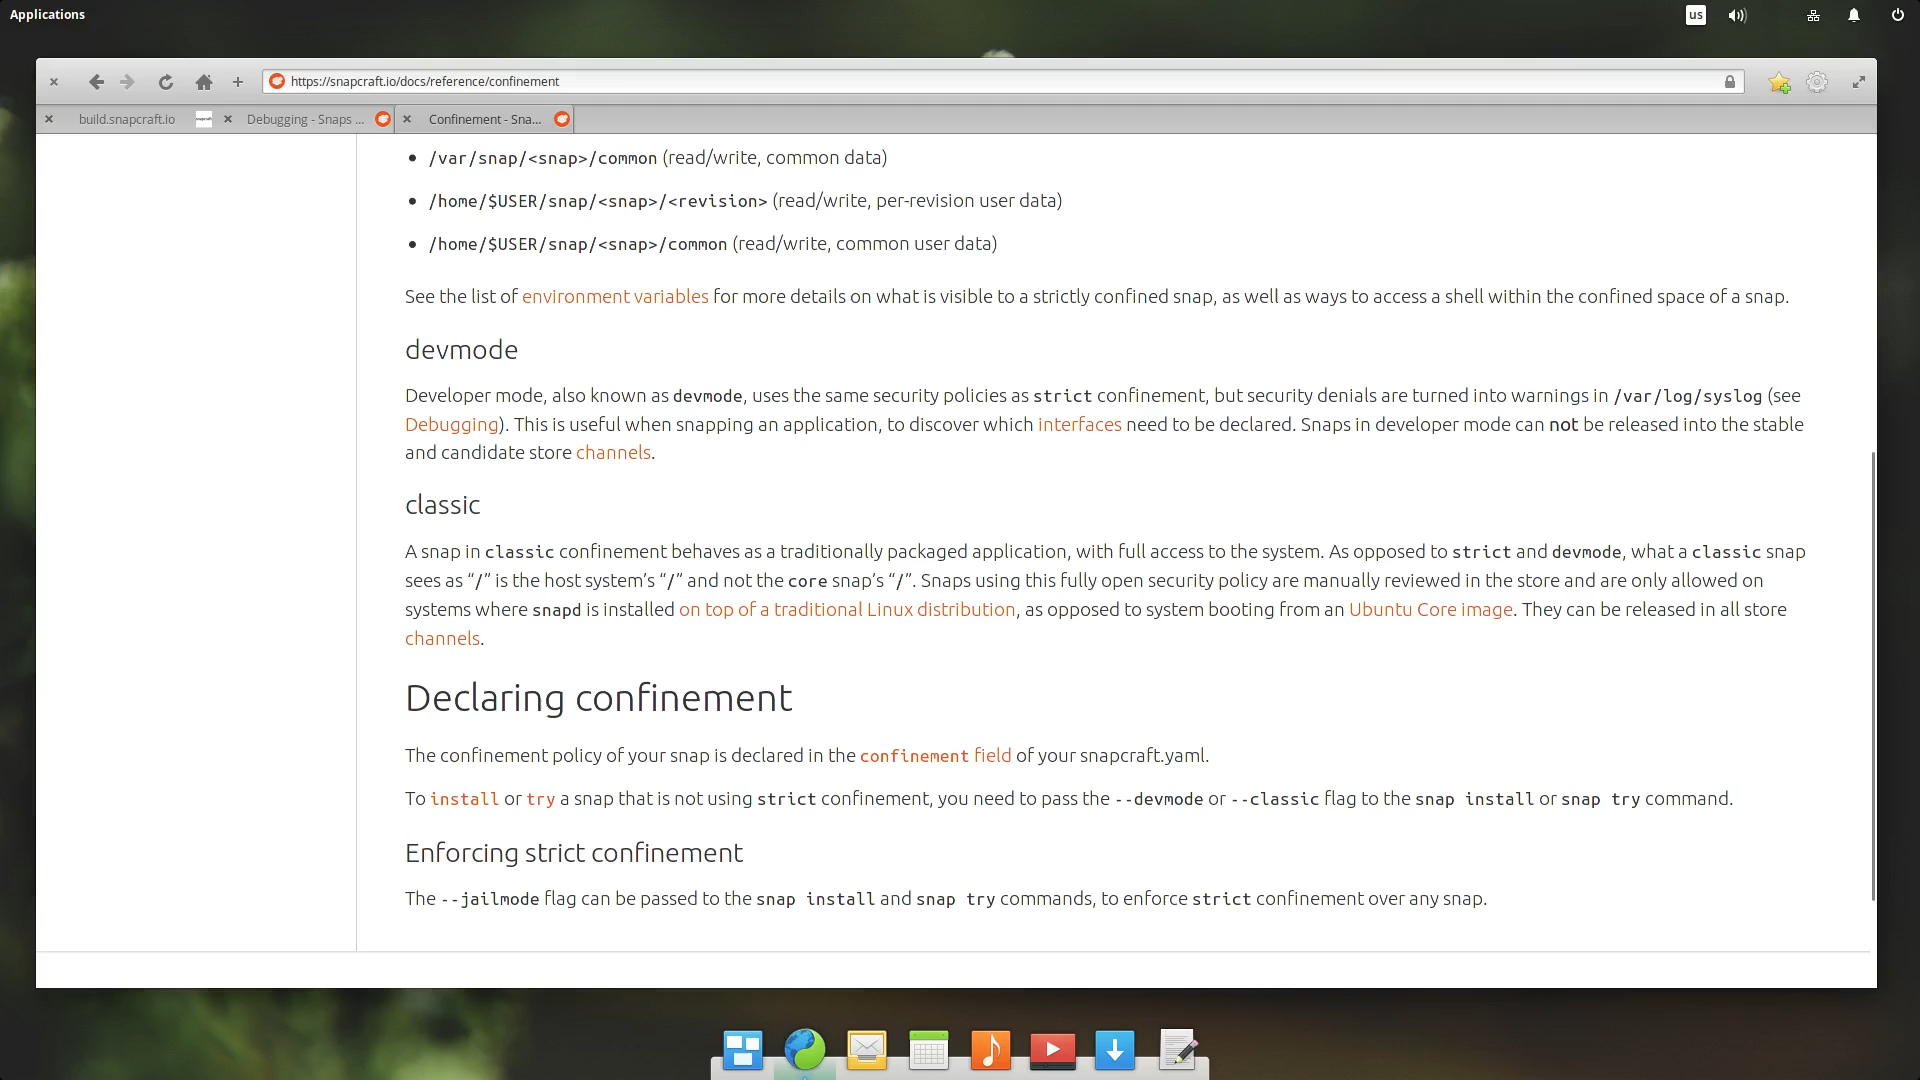 Applications
us
https://snapcraft.io/docs/reference/confinement
build.snapcraft.io
Debugging - Snaps ...
Confinement - Sna...
/var/snap/<snap>/common (read/write, common data)
/home/$USER/snap/<snap>/<revision> (read/write, per-revision user data)
/home/$USER/snap/<snap>/common (read/write, common user data)
See the list of environment variables for more details on what is visible to a strictly confined snap, as well as ways to access a shell within the confined space of a snap.
devmode
Developer mode, also known as devmode, uses the same security policies as strict confinement, but security denials are turned into warnings in /var/log/syslog (see
Debugging). This is useful when snapping an application, to discover which interfaces need to be declared. Snaps in developer mode can not be released into the stable
and candidate store channels.
classic
A snap in classic confinement behaves as a traditionally packaged application, with full access to the system. As opposed to strict and devmode, what a classic snap
sees as “/” is the host system’s “/” and not the core snap’s “/”. Snaps using this fully open security policy are manually reviewed in the store and are only allowed on
systems where snapd is installed on top of a traditional Linux distribution, as opposed to system booting from an Ubuntu Core image. They can be released in all store
channels.
Declaring confinement
The confinement policy of your snap is declared in the confinement field of your snapcraft.yaml.
To install or try a snap that is not using strict confinement, you need to pass the --devmode or --classic flag to the snap install or snap try command.
Enforcing strict confinement
The --jailmode flag can be passed to the snap install and snap try commands, to enforce strict confinement over any snap.